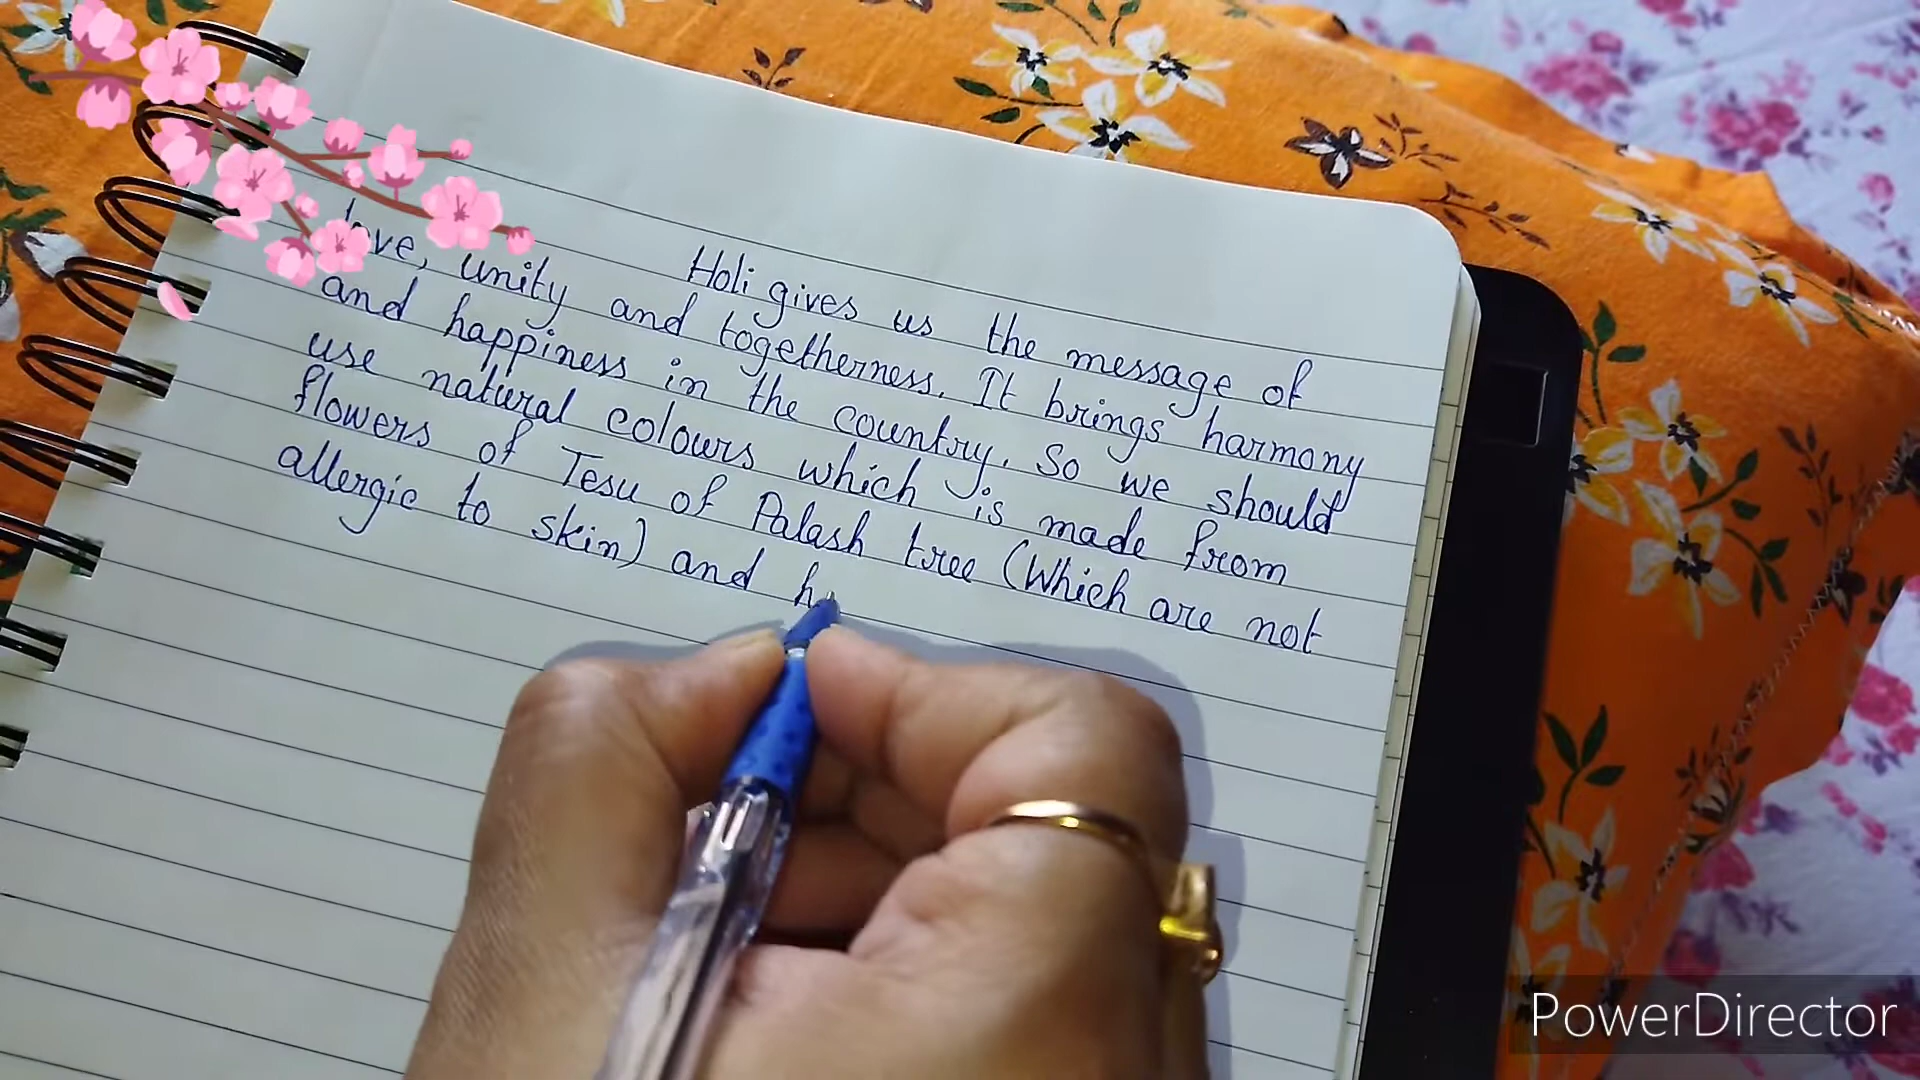 Holi gives us the message of
love, unity and togetherness. It brings harmony
and happiness in the country. So we should
use natural colours which is made from
flowers of Tesu of Palash tree (Which are not
allergic to skin) and h
PowerDirector